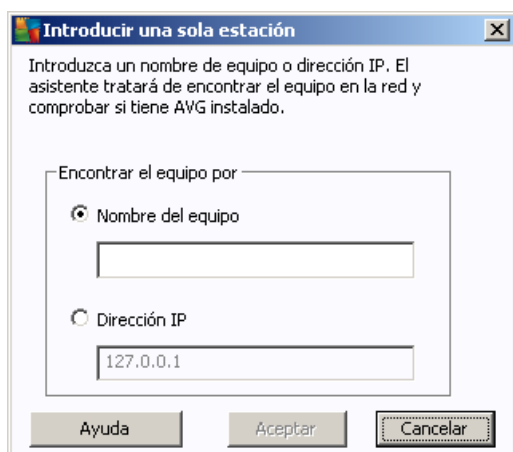 Introducir una sola estación
Introduzca un nombre de equipo o dirección IP. El
asistente tratará de encontrar el equipo en la red y
comprobar si tiene AVG instalado.
Encontrar el equipo por
Nombre del equipo
Dirección IP
127.0.0.1
Ayuda
Aceptar
Cancelar